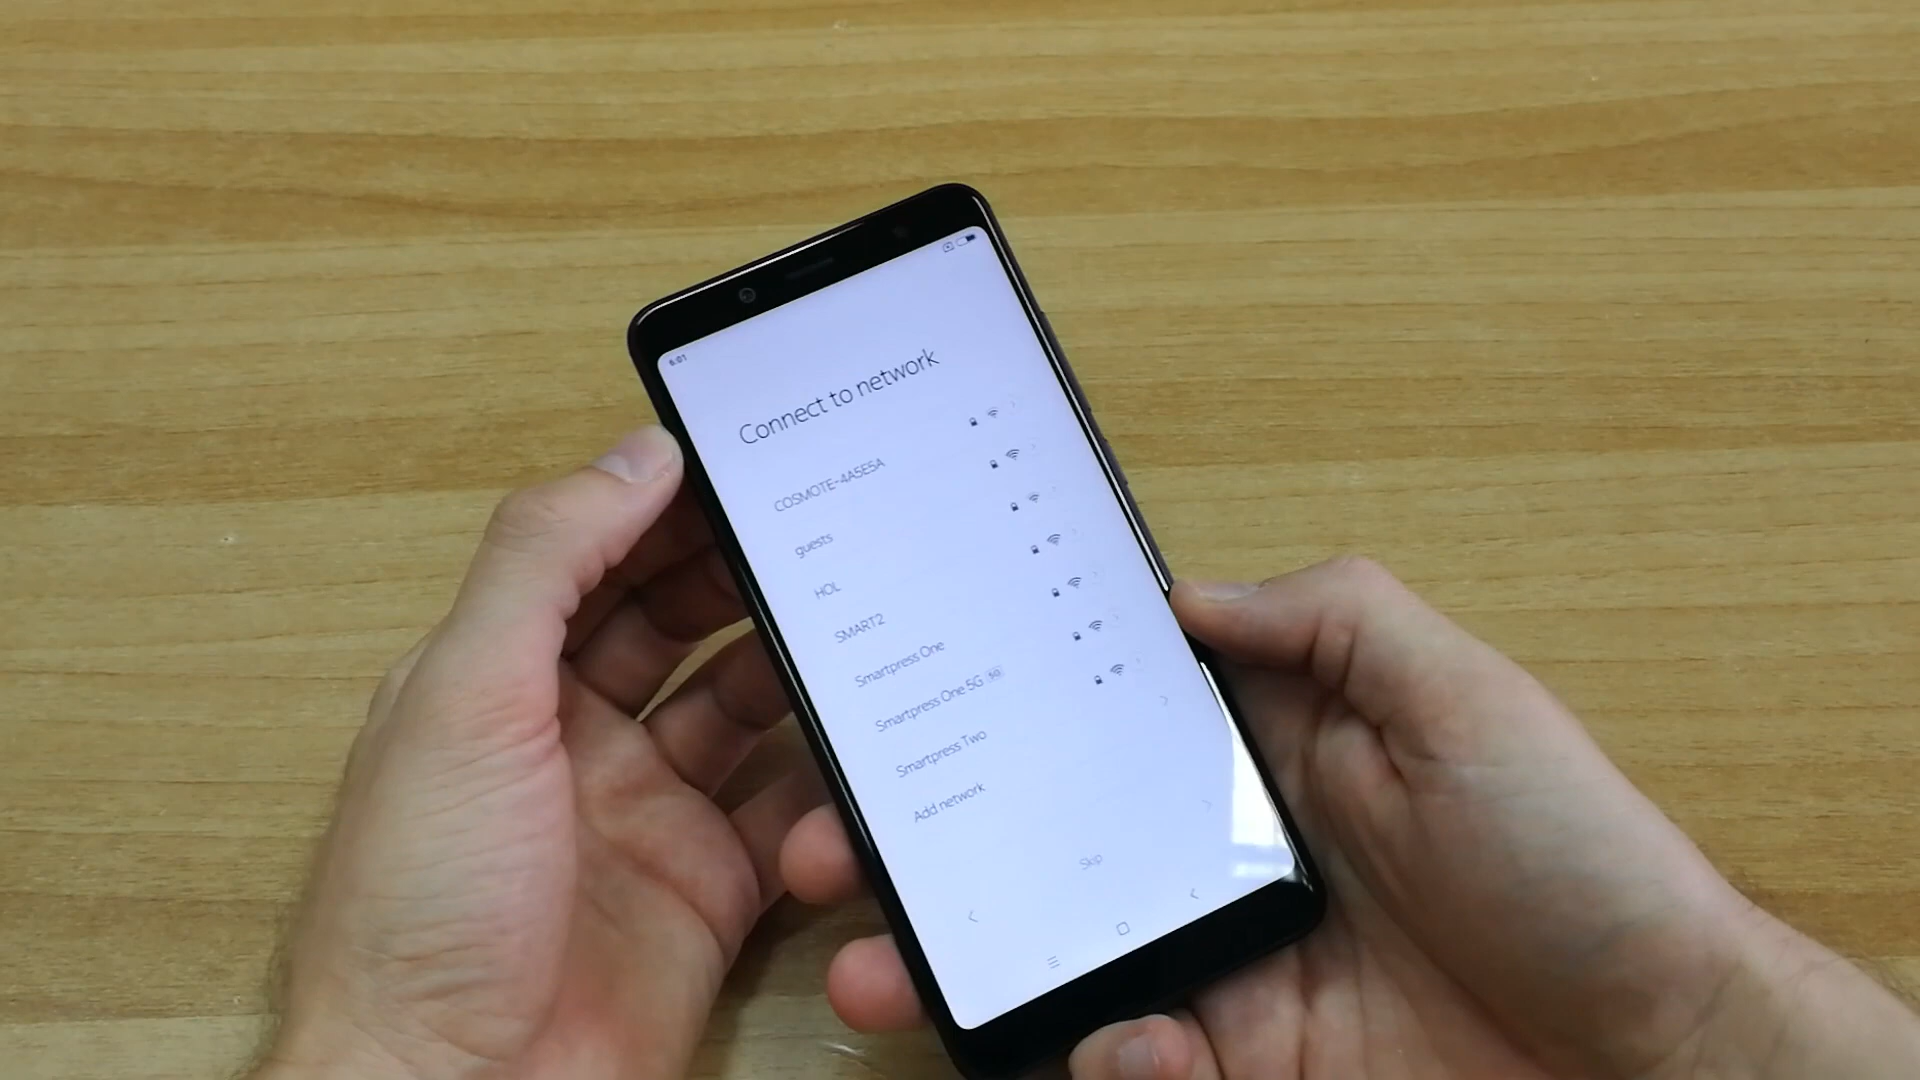 6:01
Connect to network
COSMOTE-4A5E5A
guests
HOL
SMART2
Smartpress One
Smartpress One 5G 5G
Smartpress Two
Add network
Skip